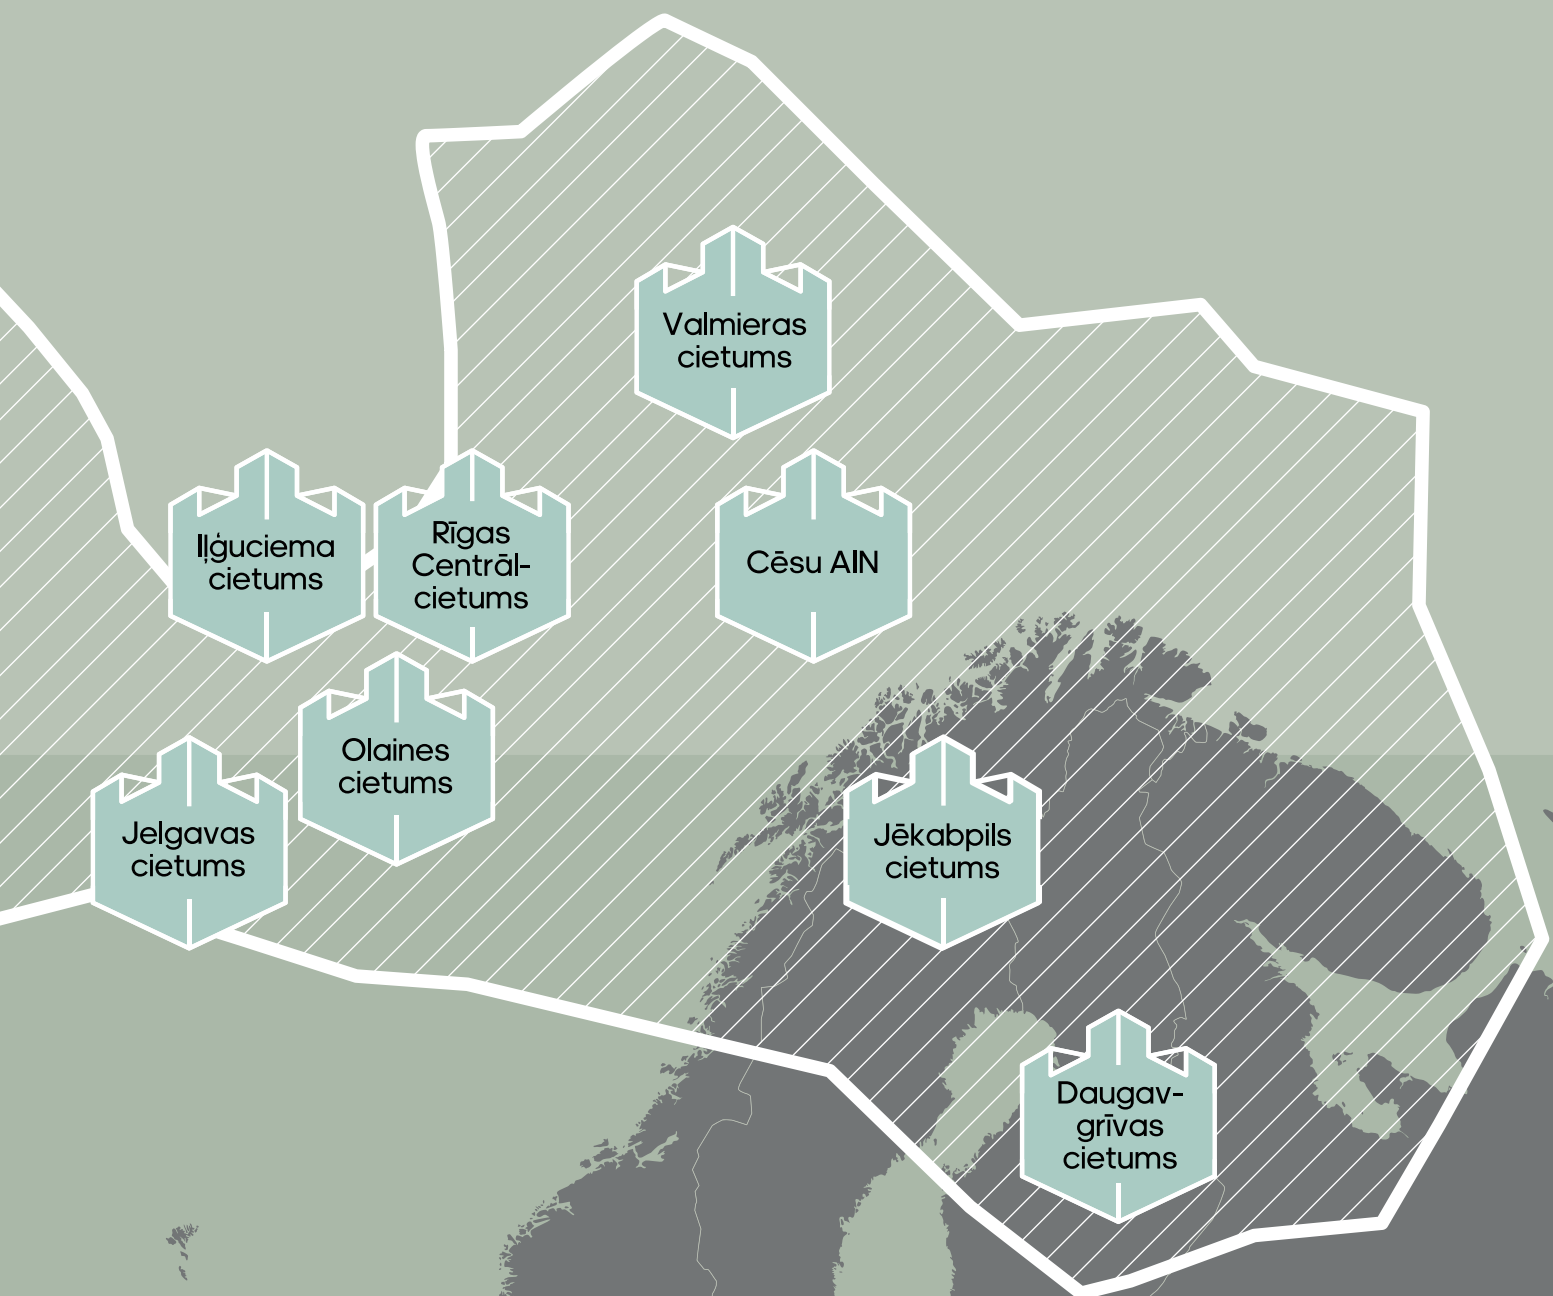 Valmieras
cietums
Iļģuciema
cietums
Rīgas
Centrāl-
cietums
Cēsu AIN
Olaines
cietums
Jelgavas
cietums
Jēkabpils
cietums
Daugav-
grīvas
cietums